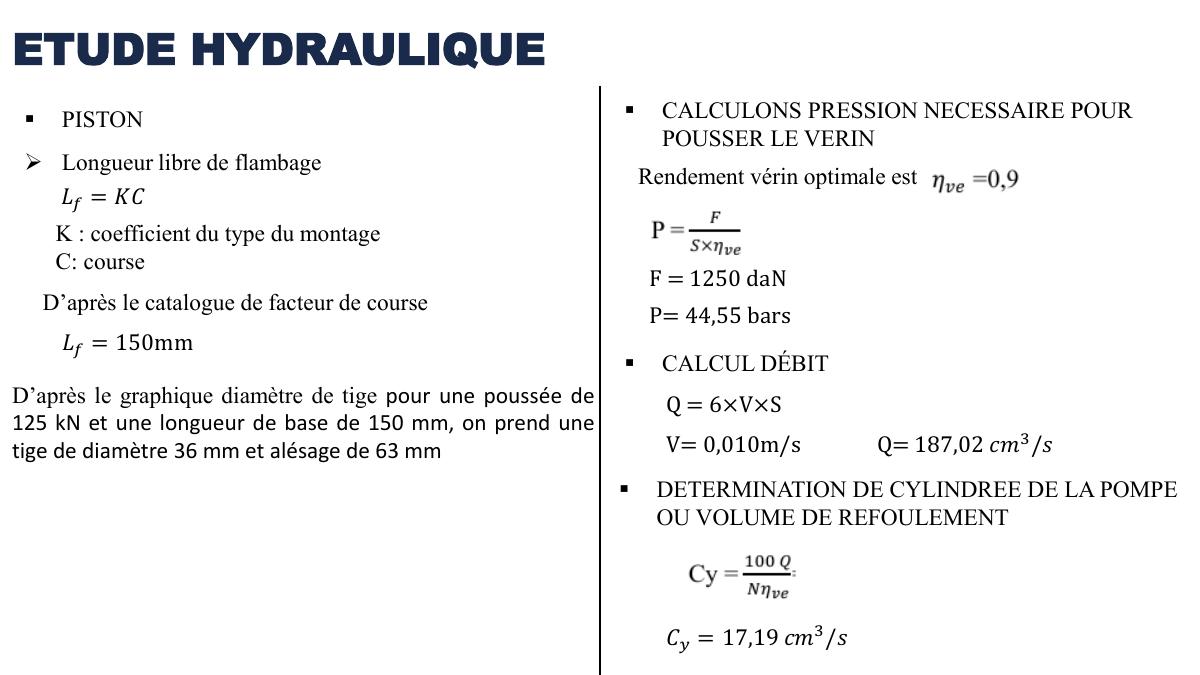 ETUDE HYDRAULIQUE
▪ PISTON
➢ Longueur libre de flambage
L_f = KC
K : coefficient du type du montage
C: course
D’après le catalogue de facteur de course
L_f = 150mm
D’après le graphique diamètre de tige pour une poussée de
125 kN et une longueur de base de 150 mm, on prend une
tige de diamètre 36 mm et alésage de 63 mm
▪ CALCULONS PRESSION NECESSAIRE POUR
POUSSER LE VERIN
Rendement vérin optimale est η_ve =0,9
P = F / (S×η_ve)
F = 1250 daN
P= 44,55 bars
▪ CALCUL DÉBIT
Q = 6×V×S
V= 0,010m/s Q= 187,02 cm³/s
▪ DETERMINATION DE CYLINDREE DE LA POMPE
OU VOLUME DE REFOULEMENT
Cy = 100 Q / Nη_ve
C_y = 17,19 cm³/s